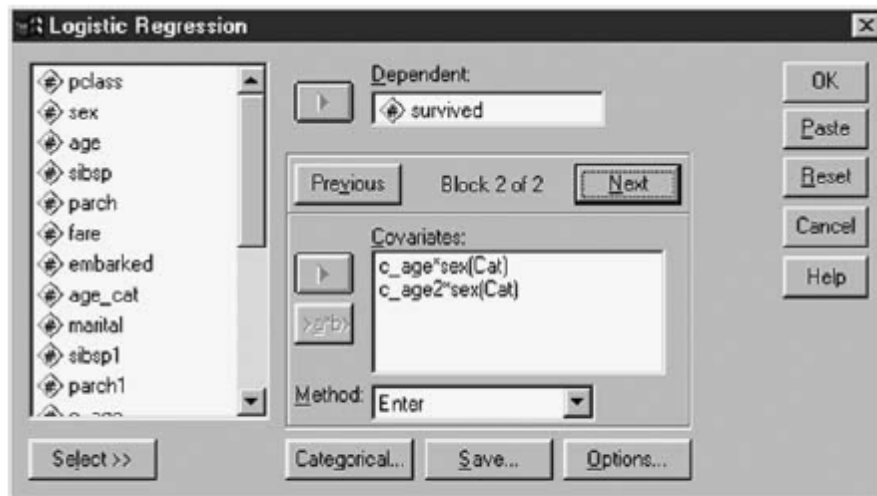 Logistic Regression
pclass
sex
age
sibsp
parch
fare
embarked
age_cat
marital
sibsp1
parch1
Select >>
Dependent:
survived
Previous
Block 2 of 2
Next
Covariates:
c_age*sex(Cat)
c_age2*sex(Cat)
>a*b>
Method:
Enter
Categorical...
Save...
Options...
OK
Paste
Reset
Cancel
Help